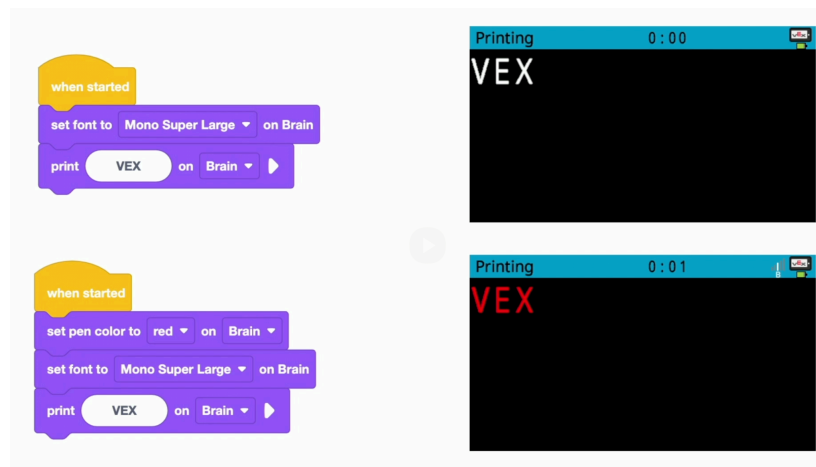 when started
set font to Mono Super Large on Brain
print VEX on Brain
Printing 0:00
VEX
when started
set pen color to red on Brain
set font to Mono Super Large on Brain
print VEX on Brain
Printing 0:01
VEX